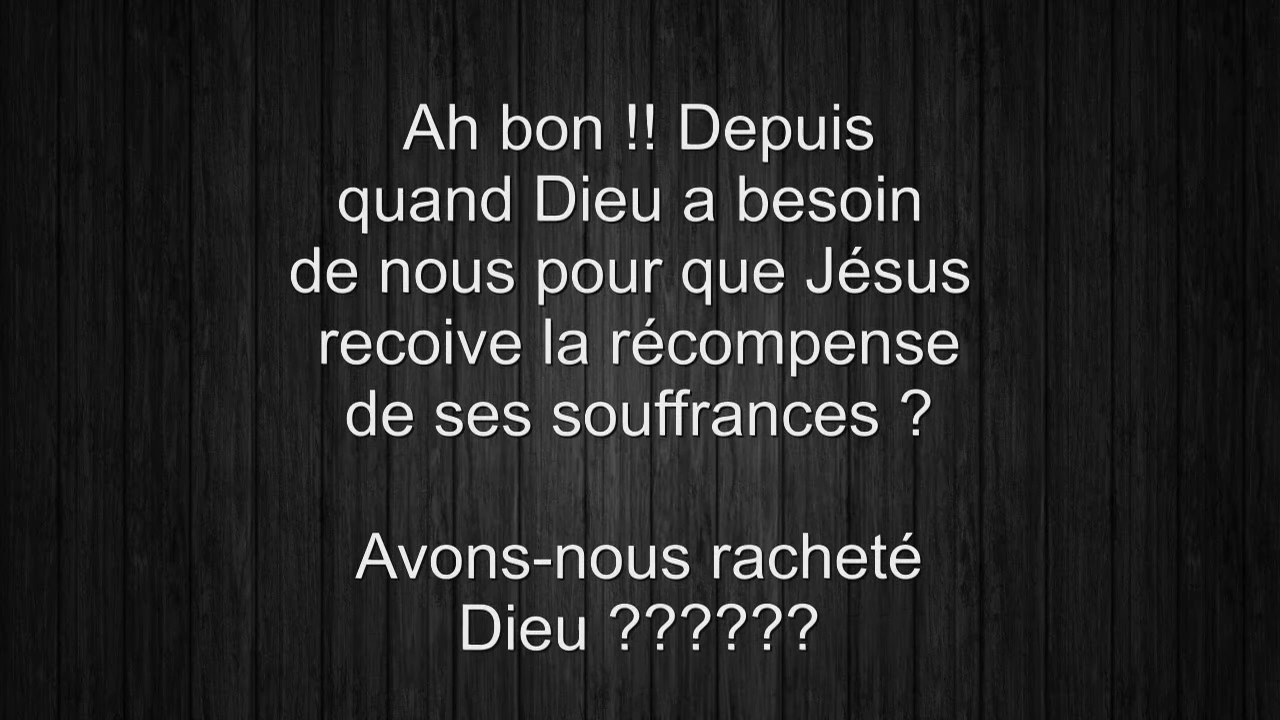 Ah bon !! Depuis
quand Dieu a besoin
de nous pour que Jésus
recoive la récompense
de ses souffrances ?
Avons-nous racheté
Dieu ??????